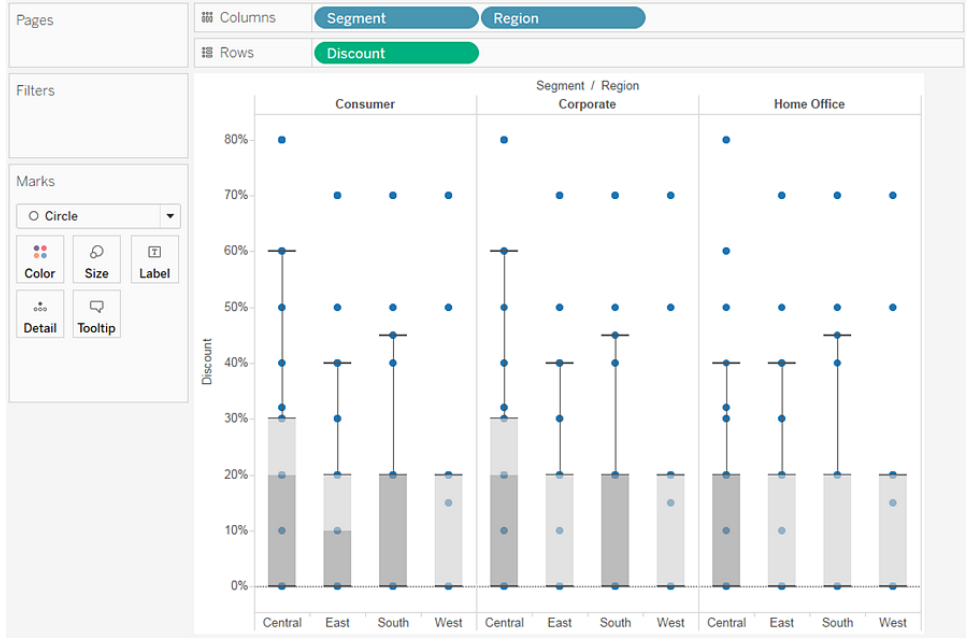 Pages
Columns Segment Region
Rows Discount
Filters
Marks
Circle
Color Size Label
Detail Tooltip
Segment / Region
Consumer Corporate Home Office
Discount
80%
70%
60%
50%
40%
30%
20%
10%
0%
Central East South West Central East South West Central East South West